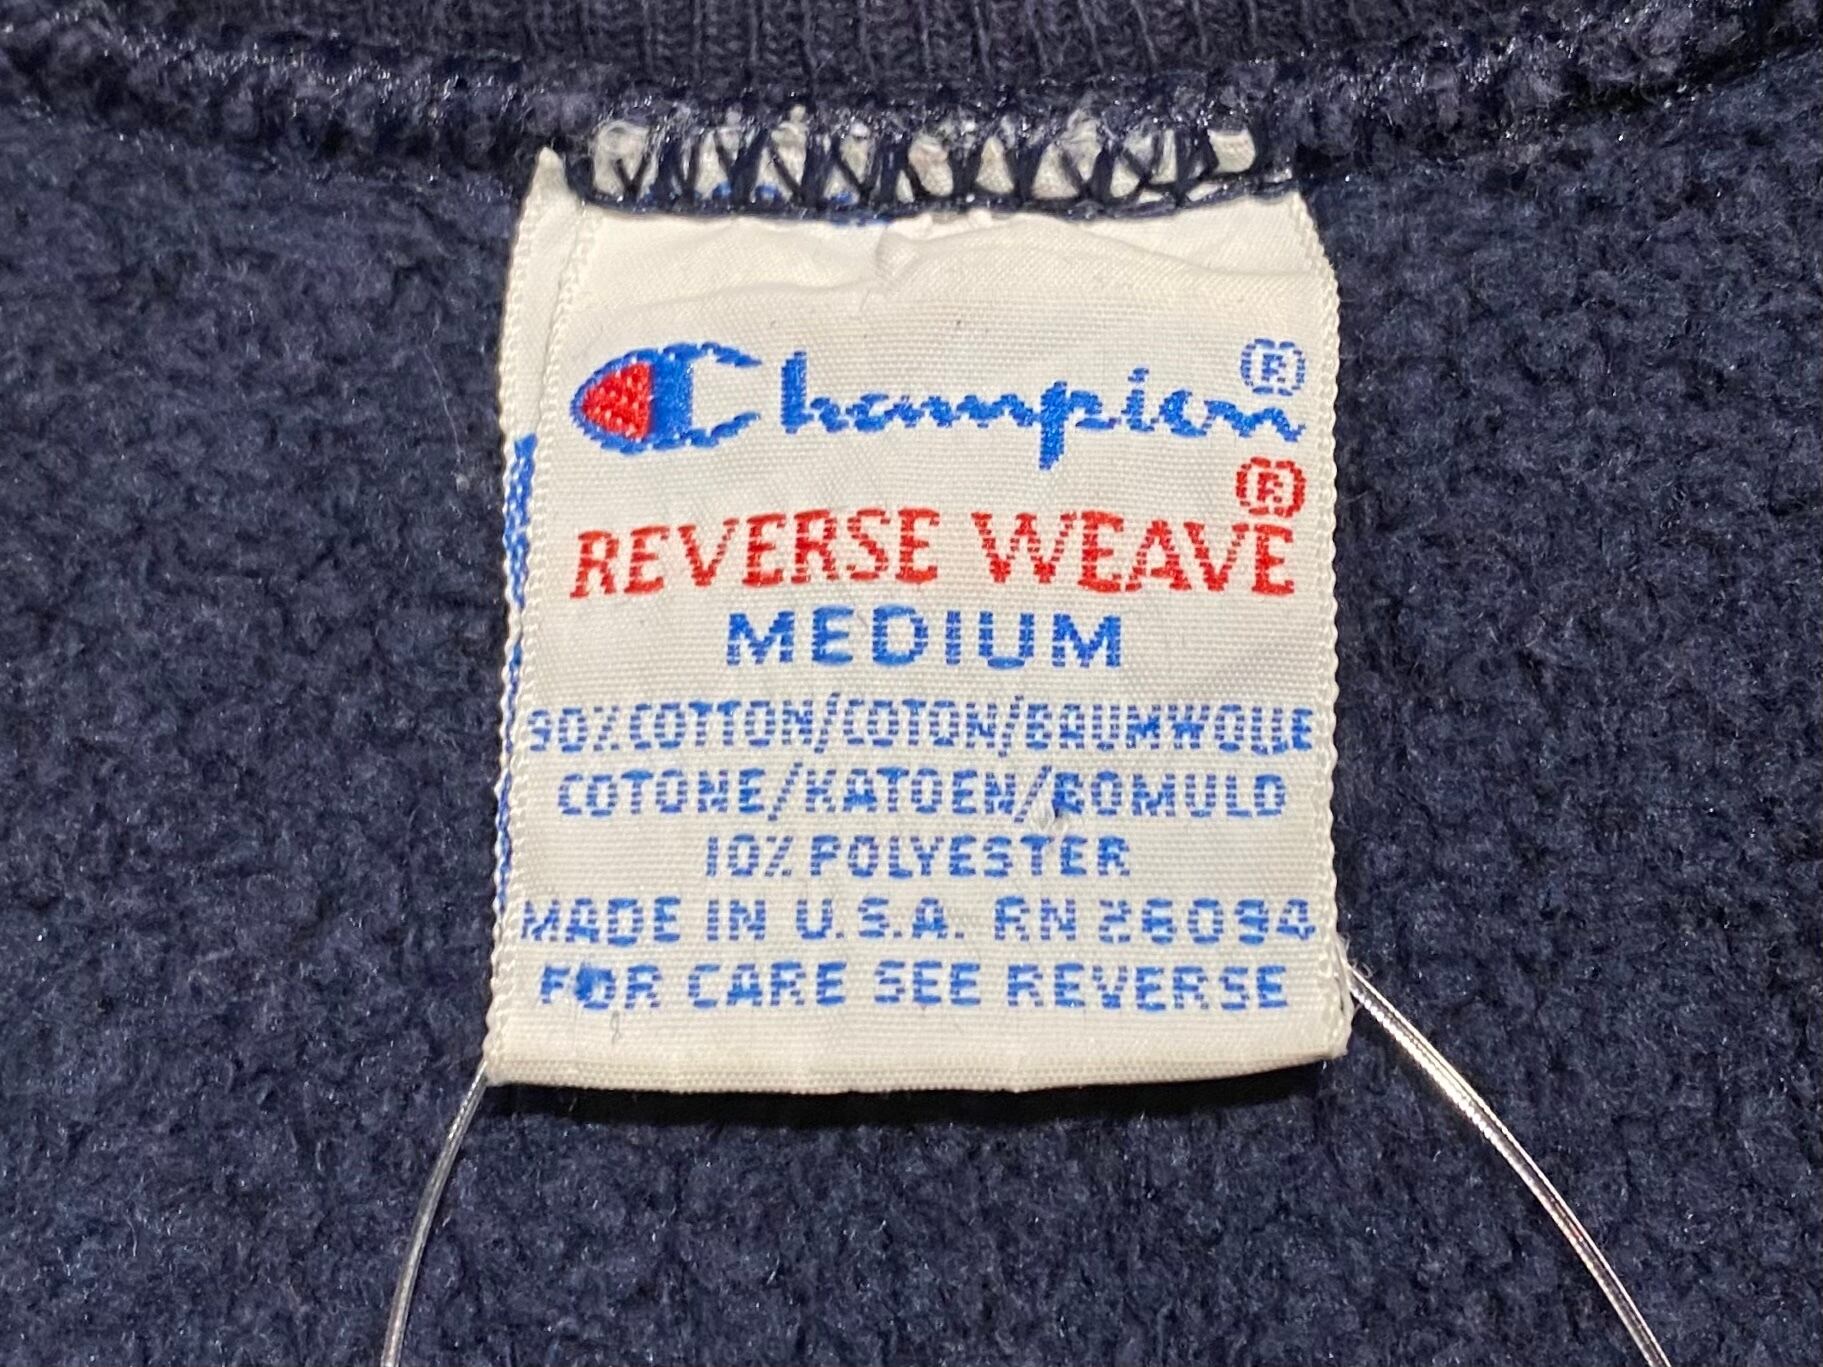 Champion®
REVERSE WEAVE®
MEDIUM
90% COTTON/COTON/BAUMWOLLE
COTONE/KATOEN/BOMULD
10% POLYESTER
MADE IN U.S.A. RN 26094
FOR CARE SEE REVERSE